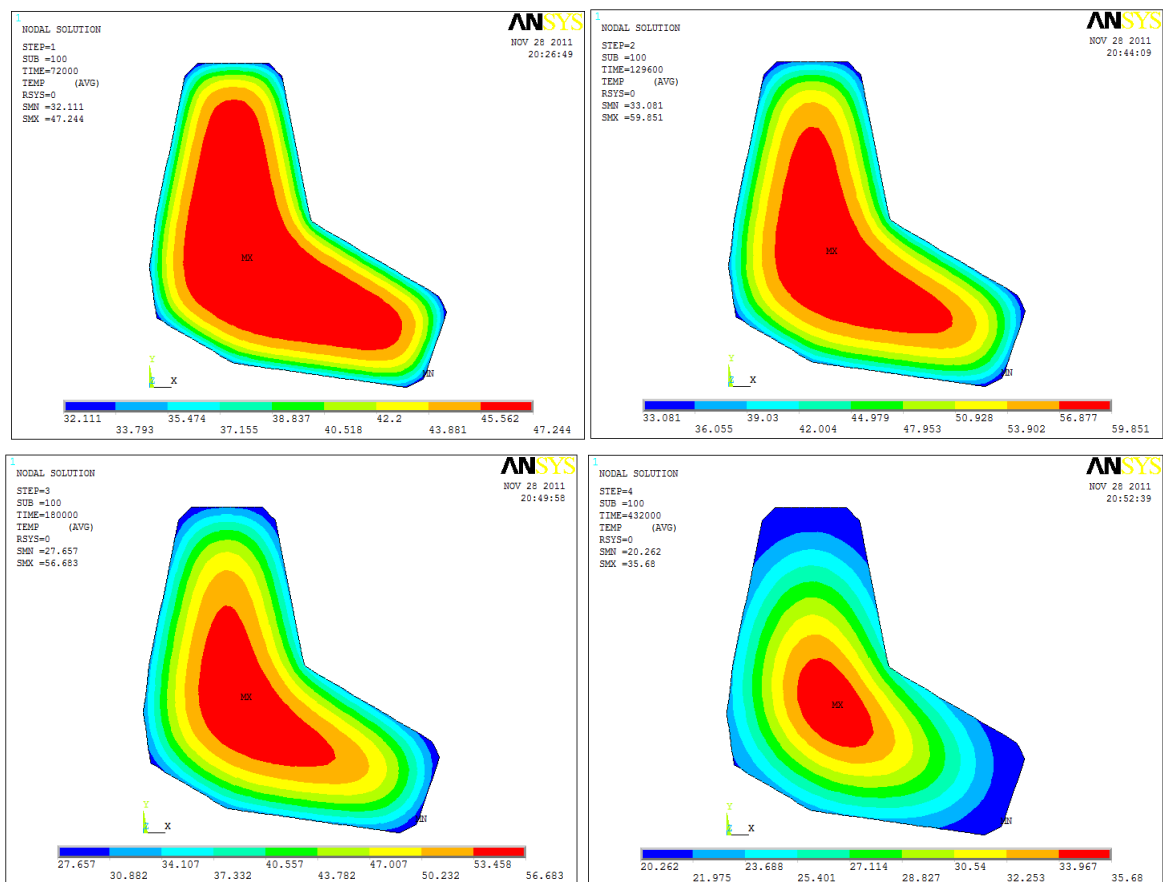 1
NODAL SOLUTION
STEP=1
SUB =100
TIME=72000
TEMP (AVG)
RSYS=0
SMN =32.111
SMX =47.244
ANSYS
NOV 28 2011
20:26:49
MX
MN
Y
Z X
32.111 35.474 38.837 42.2 45.562
33.793 37.155 40.518 43.881 47.244
1
NODAL SOLUTION
STEP=2
SUB =100
TIME=129600
TEMP (AVG)
RSYS=0
SMN =33.081
SMX =59.851
ANSYS
NOV 28 2011
20:44:09
MX
MN
Y
Z X
33.081 39.03 44.979 50.928 56.877
36.055 42.004 47.953 53.902 59.851
1
NODAL SOLUTION
STEP=3
SUB =100
TIME=180000
TEMP (AVG)
RSYS=0
SMN =27.657
SMX =56.683
ANSYS
NOV 28 2011
20:49:58
MX
MN
Y
Z X
27.657 34.107 40.557 47.007 53.458
30.882 37.332 43.782 50.232 56.683
1
NODAL SOLUTION
STEP=4
SUB =100
TIME=432000
TEMP (AVG)
RSYS=0
SMN =20.262
SMX =35.68
ANSYS
NOV 28 2011
20:52:39
MX
MN
Y
Z X
20.262 23.688 27.114 30.54 33.967
21.975 25.401 28.827 32.253 35.68